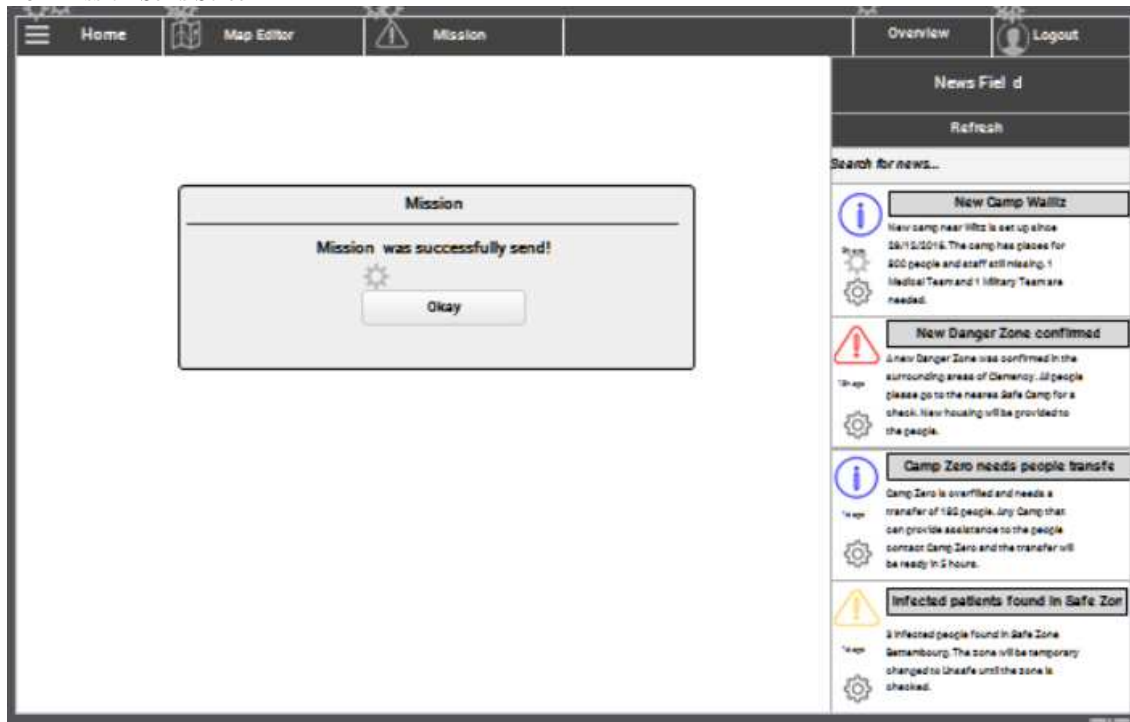 Home
Map Editor
Mission
Overview
Logout
News Fiel d
Refresh
Search for news...
Mission
Mission was successfully send!
Okay
New Camp Walltz
New camp near Wiltz is set up since
The camp has places for
people and staff still missing. 1
Medical Team and 1 Military Team are
needed.
New Danger Zone confirmed
A new Danger Zone was confirmed in the
surrounding areas of Clemency. All people
please go to the neares Safe Camp for a
check. New housing will be provided to
the people.
Camp Zero needs people transfe
Camp Zero is overfilled and needs a
transfer of people. Any Camp that
can provide assistance to the people
contact Camp Zero and the transfer will
be ready in 5 hours.
Infected patients found in Safe Zon
infected people found in Safe Zone
Bettembourg. The zone will be temporary
changed to Unsafe until the zone is
checked.